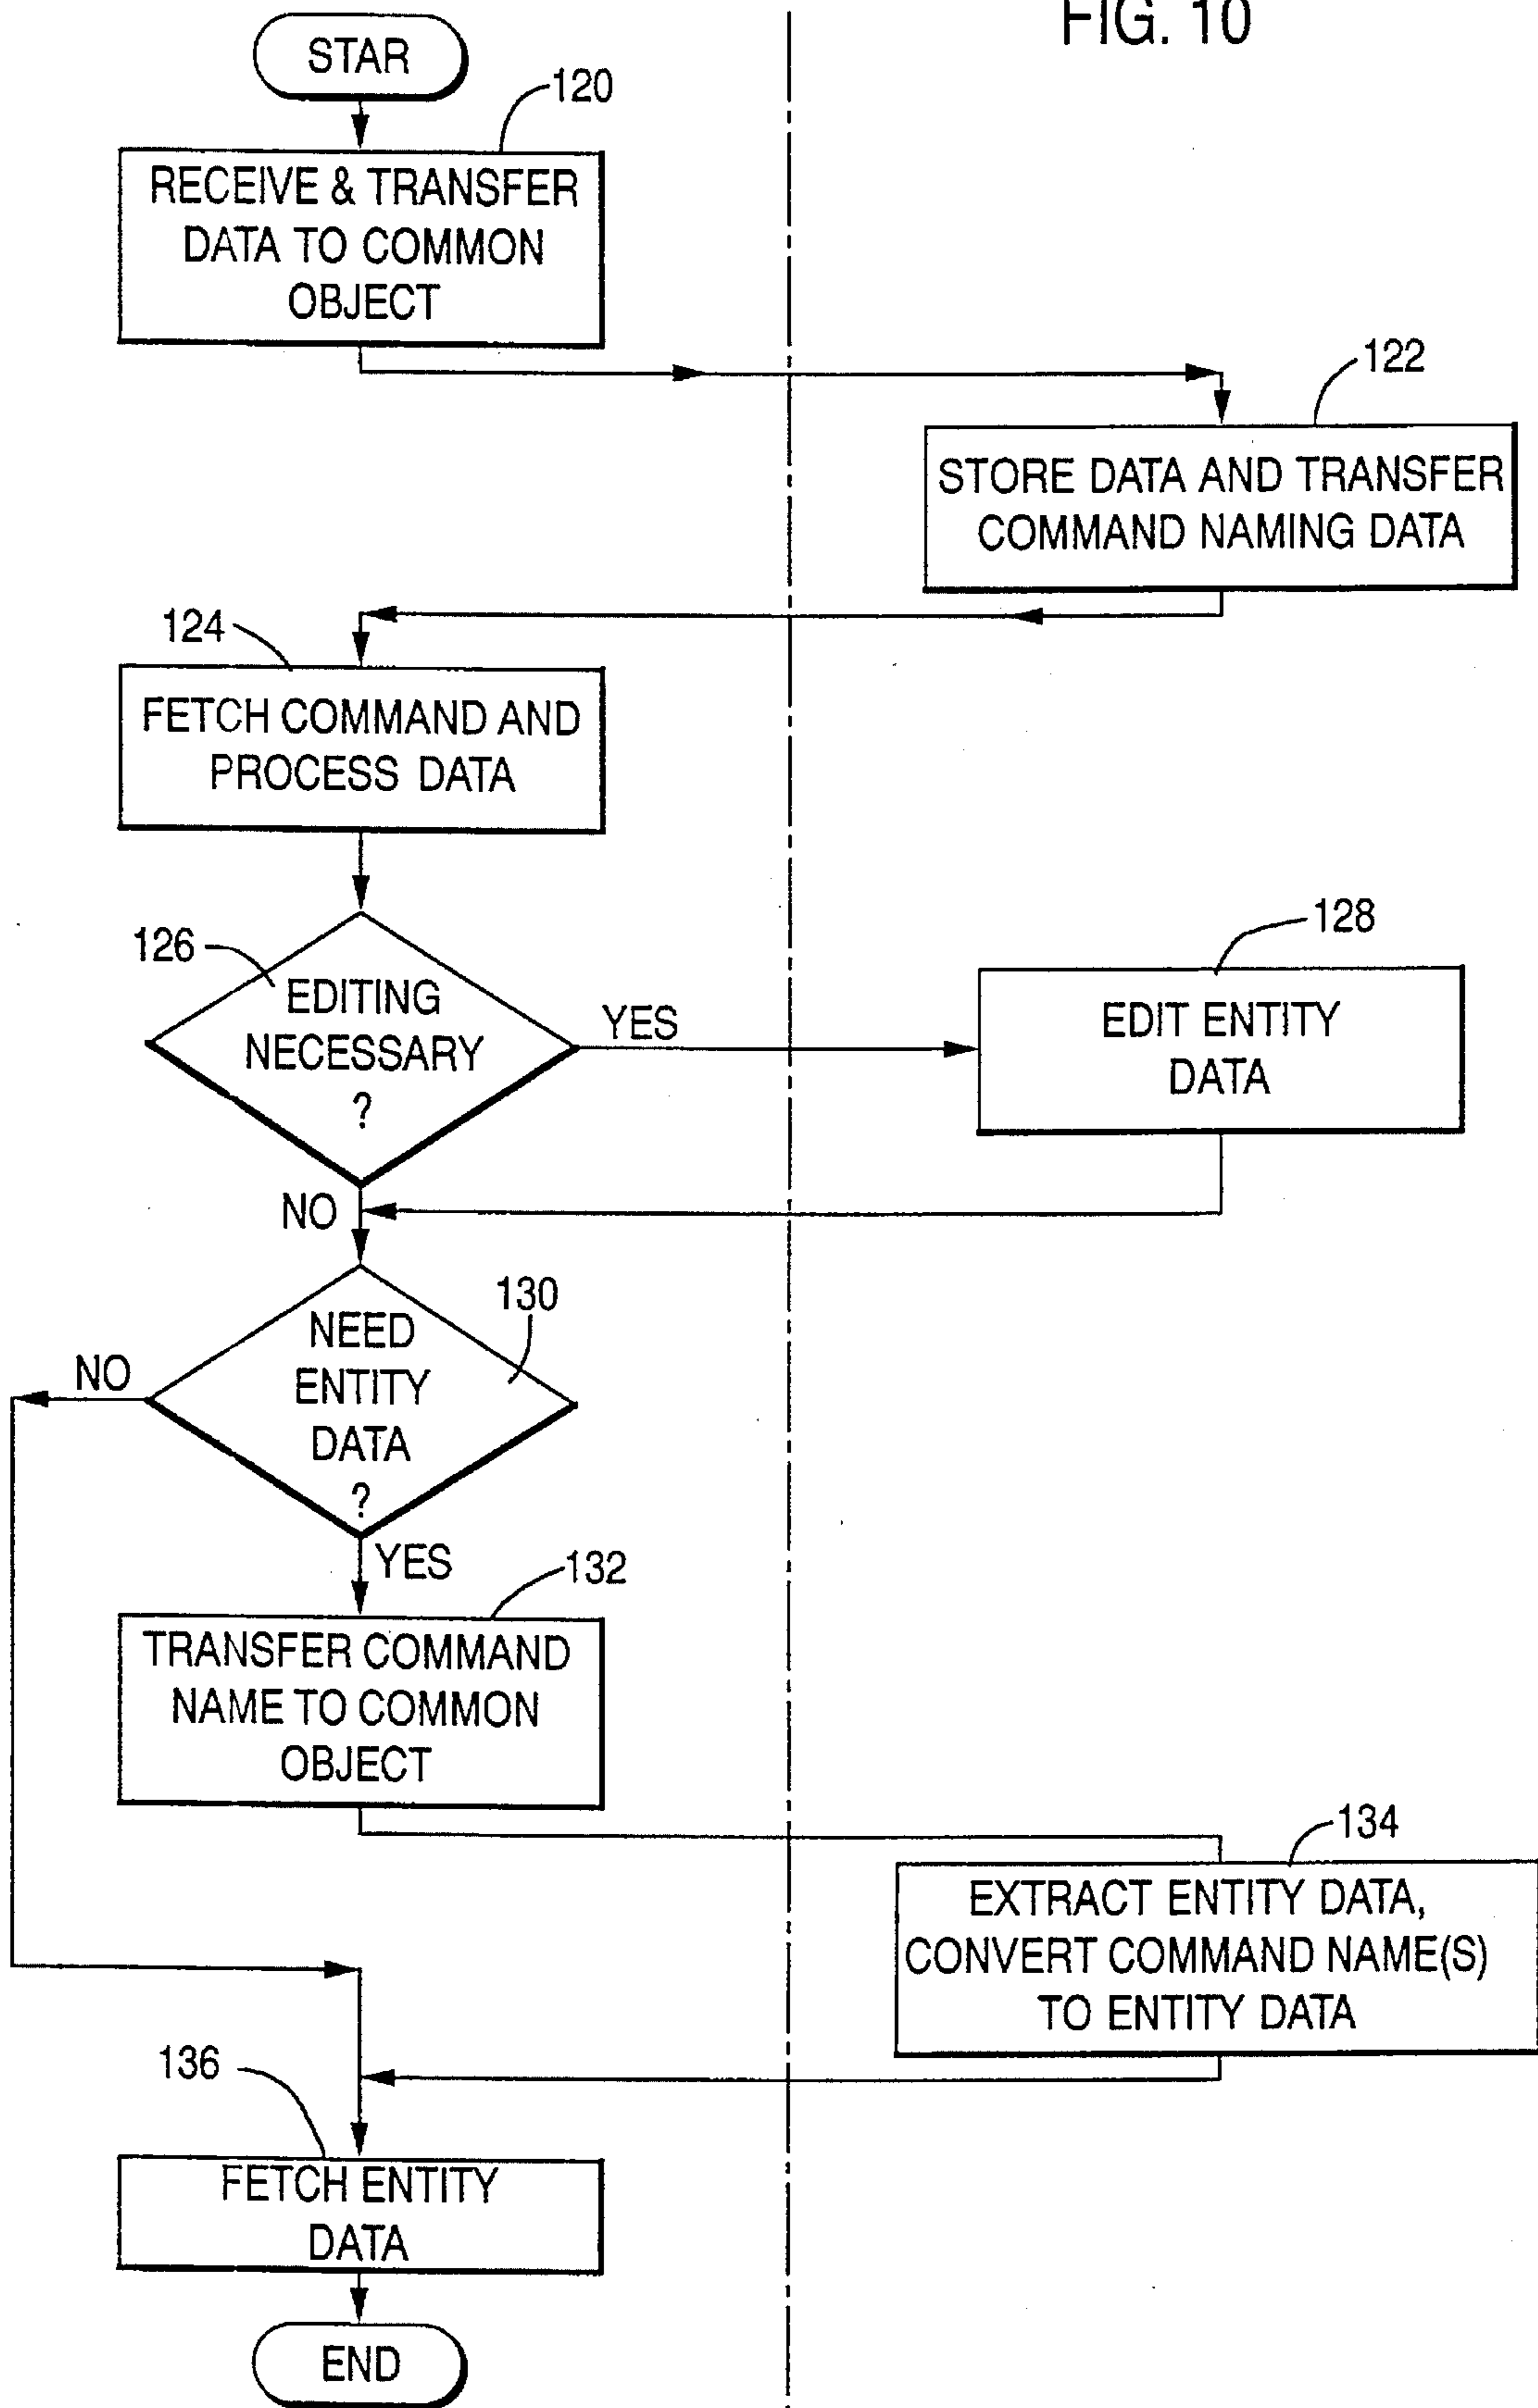 FIG. 10
STAR
120
RECEIVE & TRANSFER
DATA TO COMMON
OBJECT
122
STORE DATA AND TRANSFER
COMMAND NAMING DATA
124
FETCH COMMAND AND
PROCESS DATA
126
EDITING
NECESSARY
?
YES
128
EDIT ENTITY
DATA
NO
130
NEED
ENTITY
DATA
?
NO
YES
132
TRANSFER COMMAND
NAME TO COMMON
OBJECT
134
EXTRACT ENTITY DATA,
CONVERT COMMAND NAME(S)
TO ENTITY DATA
136
FETCH ENTITY
DATA
END